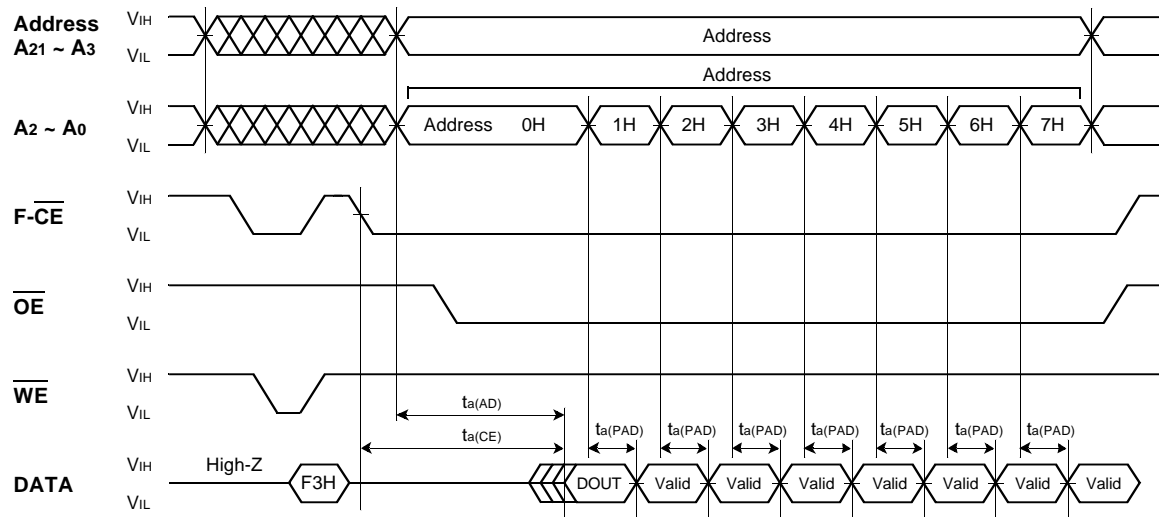 Address
A21 ~ A3
VIH
VIL
Address
Address
A2 ~ A0
VIH
VIL
Address 0H 1H 2H 3H 4H 5H 6H 7H
F-CE
VIH
VIL
OE
VIH
VIL
WE
VIH
VIL
ta(AD)
ta(CE)
ta(PAD) ta(PAD) ta(PAD) ta(PAD) ta(PAD) ta(PAD) ta(PAD)
DATA
VIH
VIL
High-Z
F3H DOUT Valid Valid Valid Valid Valid Valid Valid